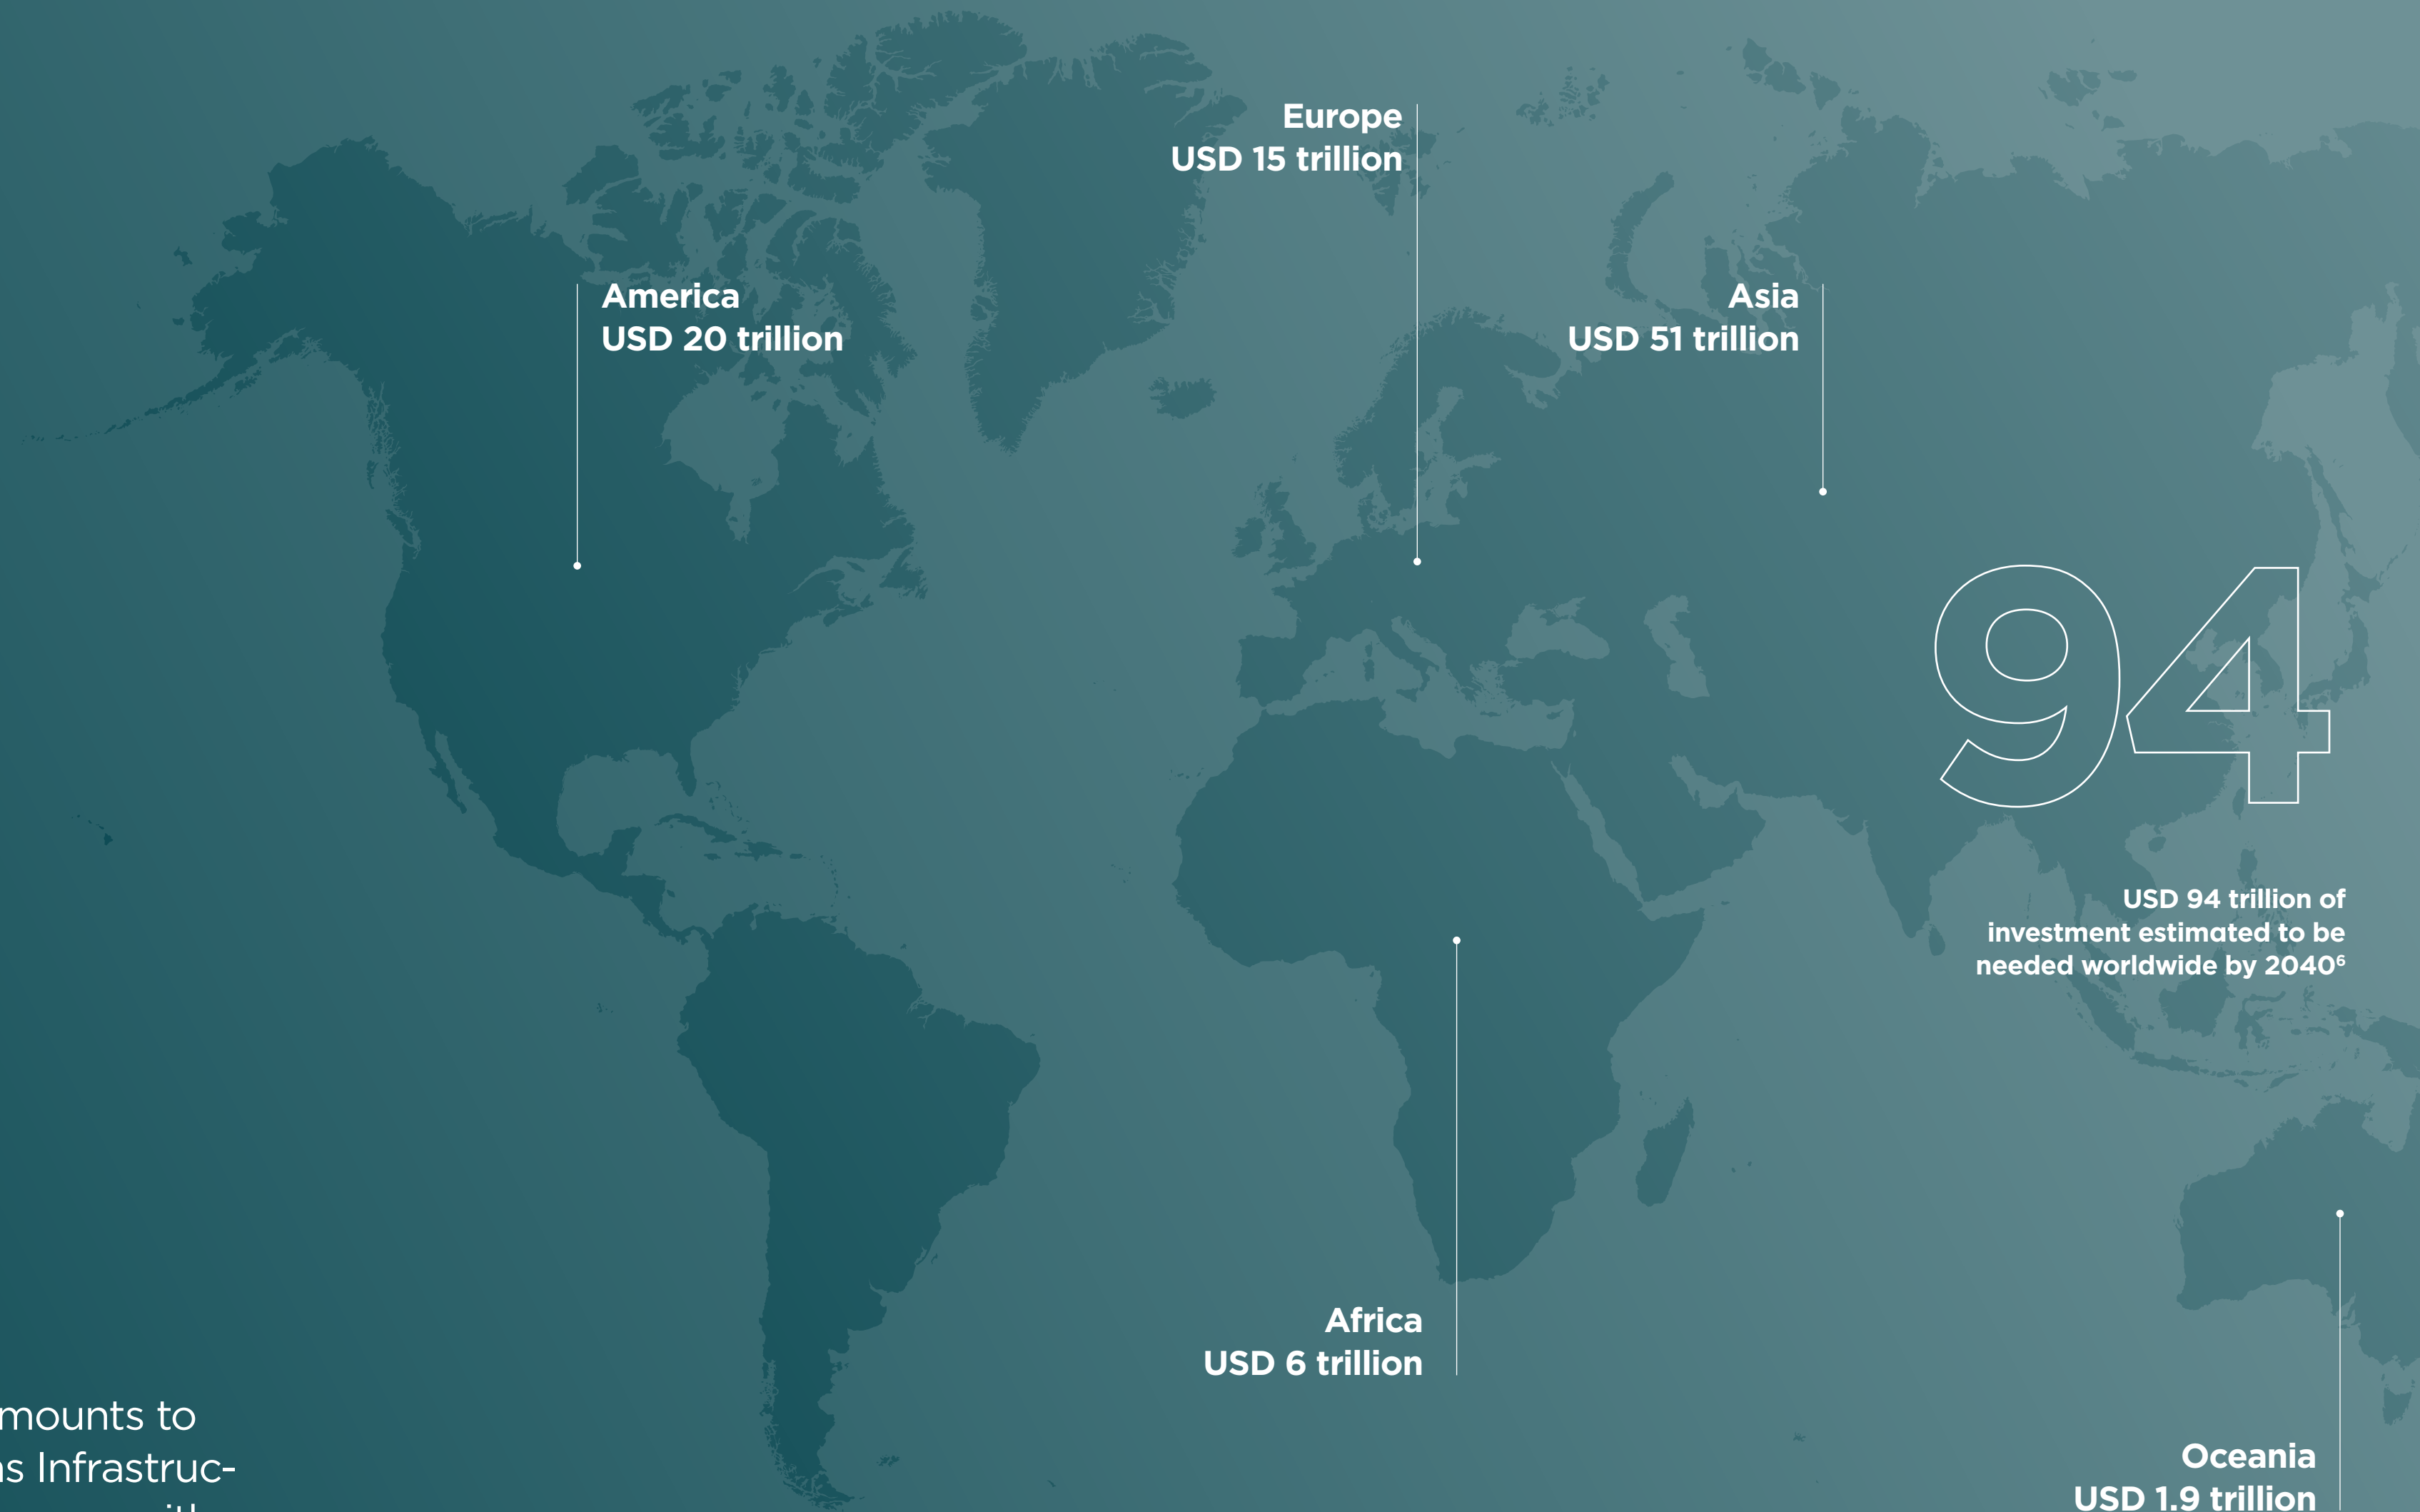 Europe
USD 15 trillion
America
USD 20 trillion
Asia
USD 51 trillion
94
USD 94 trillion of
investment estimated to be
needed worldwide by 2040⁶
Africa
USD 6 trillion
mounts to
Infrastruc-
Oceania
USD 1.9 trillion